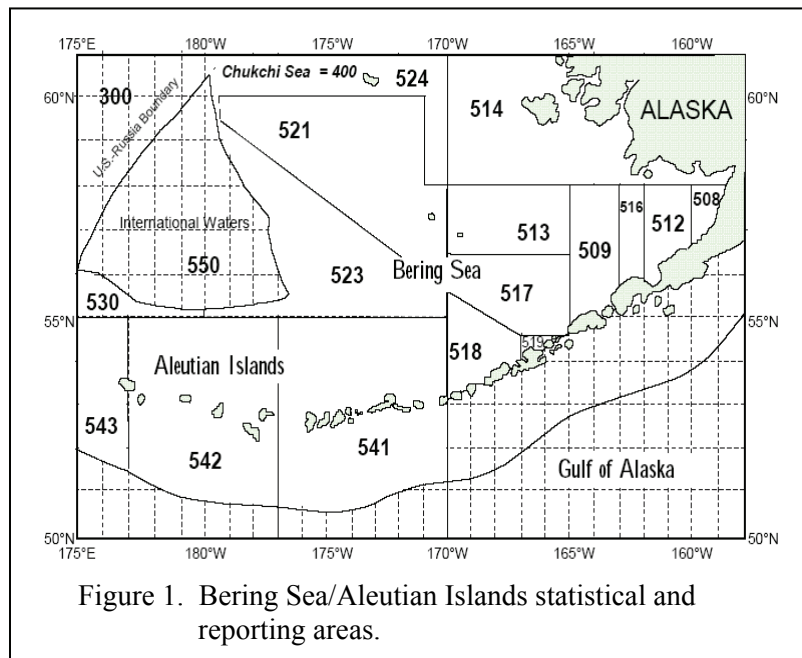 175°E 180°W 175°W 170°W 165°W 160°W
Chukchi Sea = 400
524
60°N
300
U.S.-Russia Boundary
521
514
ALASKA
60°N
International Waters
550
513
509
516
512
508
Bering Sea
523
517
530
55°N
55°N
518
519
Aleutian Islands
543
542
541
Gulf of Alaska
50°N
50°N
175°E 180°W 175°W 170°W 165°W 160°W
Figure 1. Bering Sea/Aleutian Islands statistical and
reporting areas.